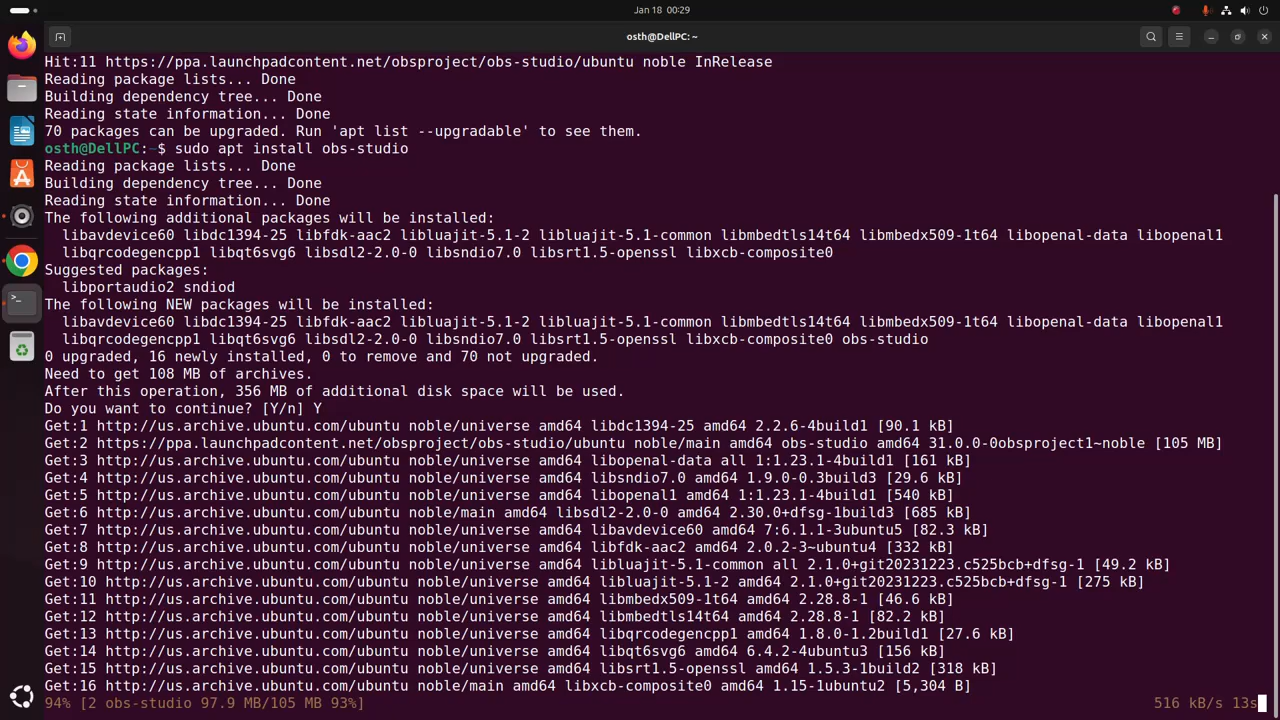 Jan 18 00:29
osth@DellPC: ~
Hit:11 https://ppa.launchpadcontent.net/obsproject/obs-studio/ubuntu noble InRelease
Reading package lists... Done
Building dependency tree... Done
Reading state information... Done
70 packages can be upgraded. Run 'apt list --upgradable' to see them.
osth@DellPC:~$ sudo apt install obs-studio
Reading package lists... Done
Building dependency tree... Done
Reading state information... Done
The following additional packages will be installed:
libavdevice60 libdc1394-25 libfdk-aac2 libluajit-5.1-2 libluajit-5.1-common libmbedtls14t64 libmbedx509-1t64 libopenal-data libopenal1
libqrcodegencpp1 libqt6svg6 libsdl2-2.0-0 libsndio7.0 libsrt1.5-openssl libxcb-composite0
Suggested packages:
libportaudio2 sndiod
The following NEW packages will be installed:
libavdevice60 libdc1394-25 libfdk-aac2 libluajit-5.1-2 libluajit-5.1-common libmbedtls14t64 libmbedx509-1t64 libopenal-data libopenal1
libqrcodegencpp1 libqt6svg6 libsdl2-2.0-0 libsndio7.0 libsrt1.5-openssl libxcb-composite0 obs-studio
0 upgraded, 16 newly installed, 0 to remove and 70 not upgraded.
Need to get 108 MB of archives.
After this operation, 356 MB of additional disk space will be used.
Do you want to continue? [Y/n] Y
Get:1 http://us.archive.ubuntu.com/ubuntu noble/universe amd64 libdc1394-25 amd64 2.2.6-4build1 [90.1 kB]
Get:2 https://ppa.launchpadcontent.net/obsproject/obs-studio/ubuntu noble/main amd64 obs-studio amd64 31.0.0-0obsproject1~noble [105 MB]
Get:3 http://us.archive.ubuntu.com/ubuntu noble/universe amd64 libopenal-data all 1:1.23.1-4build1 [161 kB]
Get:4 http://us.archive.ubuntu.com/ubuntu noble/universe amd64 libsndio7.0 amd64 1.9.0-0.3build3 [29.6 kB]
Get:5 http://us.archive.ubuntu.com/ubuntu noble/universe amd64 libopenal1 amd64 1:1.23.1-4build1 [540 kB]
Get:6 http://us.archive.ubuntu.com/ubuntu noble/main amd64 libsdl2-2.0-0 amd64 2.30.0+dfsg-1build3 [685 kB]
Get:7 http://us.archive.ubuntu.com/ubuntu noble/universe amd64 libavdevice60 amd64 7:6.1.1-3ubuntu5 [82.3 kB]
Get:8 http://us.archive.ubuntu.com/ubuntu noble/universe amd64 libfdk-aac2 amd64 2.0.2-3~ubuntu4 [332 kB]
Get:9 http://us.archive.ubuntu.com/ubuntu noble/universe amd64 libluajit-5.1-common all 2.1.0+git20231223.c525bcb+dfsg-1 [49.2 kB]
Get:10 http://us.archive.ubuntu.com/ubuntu noble/universe amd64 libluajit-5.1-2 amd64 2.1.0+git20231223.c525bcb+dfsg-1 [275 kB]
Get:11 http://us.archive.ubuntu.com/ubuntu noble/universe amd64 libmbedx509-1t64 amd64 2.28.8-1 [46.6 kB]
Get:12 http://us.archive.ubuntu.com/ubuntu noble/universe amd64 libmbedtls14t64 amd64 2.28.8-1 [82.2 kB]
Get:13 http://us.archive.ubuntu.com/ubuntu noble/universe amd64 libqrcodegencpp1 amd64 1.8.0-1.2build1 [27.6 kB]
Get:14 http://us.archive.ubuntu.com/ubuntu noble/universe amd64 libqt6svg6 amd64 6.4.2-4ubuntu3 [156 kB]
Get:15 http://us.archive.ubuntu.com/ubuntu noble/universe amd64 libsrt1.5-openssl amd64 1.5.3-1build2 [318 kB]
Get:16 http://us.archive.ubuntu.com/ubuntu noble/main amd64 libxcb-composite0 amd64 1.15-1ubuntu2 [5,304 B]
94% [2 obs-studio 97.9 MB/105 MB 93%] 516 kB/s 13s